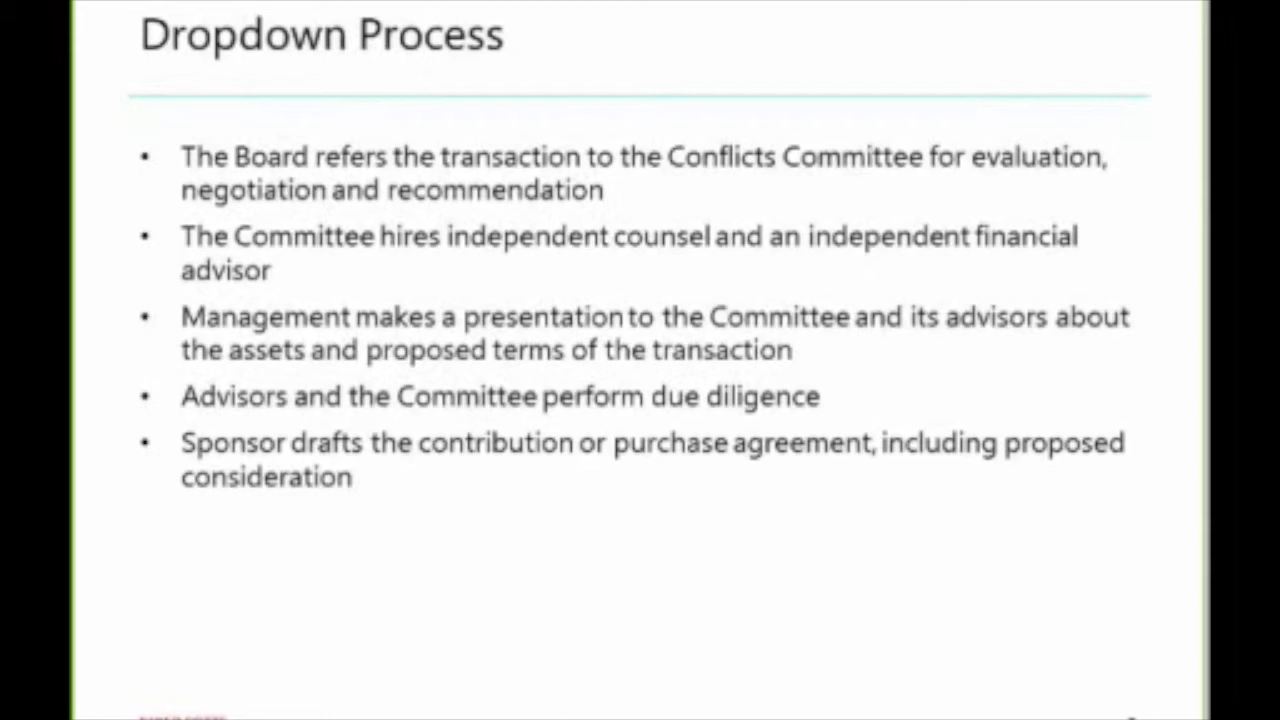 Dropdown Process
• The Board refers the transaction to the Conflicts Committee for evaluation,
negotiation and recommendation
• The Committee hires independent counsel and an independent financial
advisor
• Management makes a presentation to the Committee and its advisors about
the assets and proposed terms of the transaction
• Advisors and the Committee perform due diligence
• Sponsor drafts the contribution or purchase agreement, including proposed
consideration